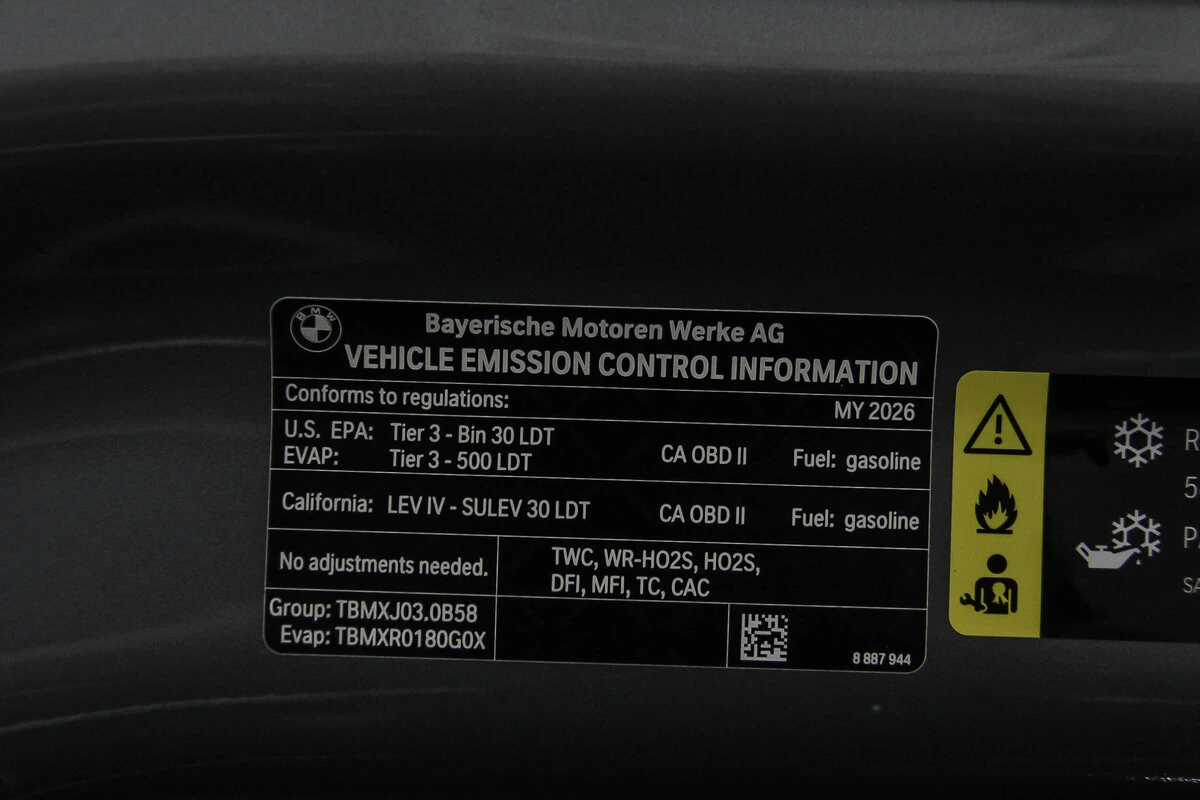 BMW
Bayerische Motoren Werke AG
VEHICLE EMISSION CONTROL INFORMATION
Conforms to regulations: MY 2026
U.S. EPA: Tier 3 - Bin 30 LDT
EVAP: Tier 3 - 500 LDT
CA OBD II Fuel: gasoline
California: LEV IV - SULEV 30 LDT CA OBD II Fuel: gasoline
No adjustments needed.
TWC, WR-HO2S, HO2S,
DFI, MFI, TC, CAC
Group: TBMXJ03.0B58
Evap: TBMXR0180G0X
8 887 944